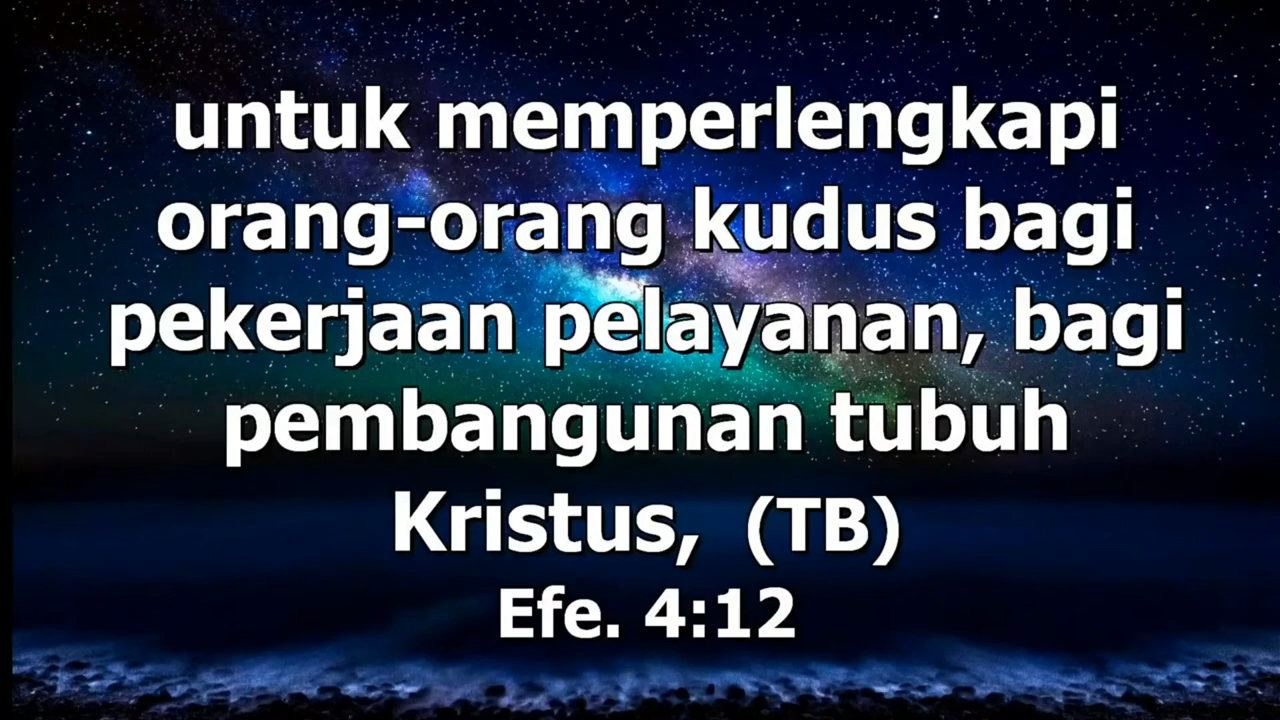 untuk memperlengkapi
orang-orang kudus bagi
pekerjaan pelayanan, bagi
pembangunan tubuh
Kristus, (TB)
Efe. 4:12